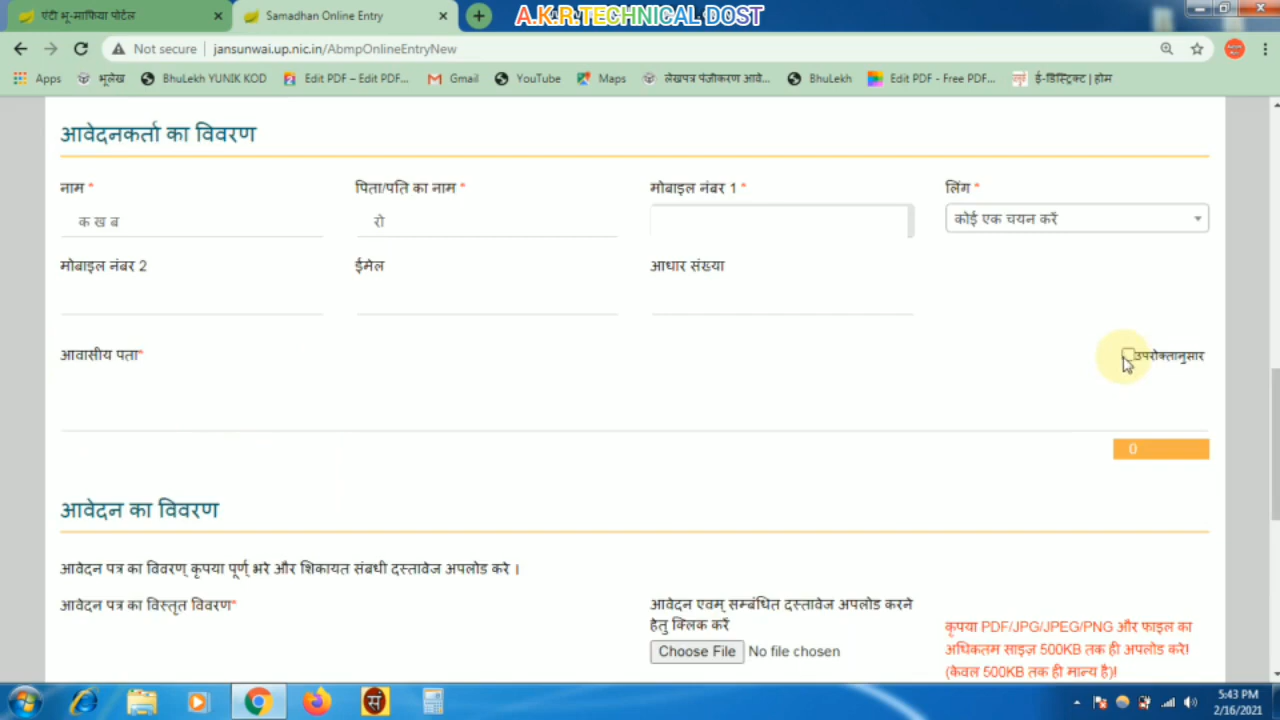 A.K.R.TECHNICAL DOST
एंटी भू-माफिया पोर्टल
Samadhan Online Entry
Not secure | jansunwai.up.nic.in/AbmpOnlineEntryNew
Apps भूलेख BhuLekh YUNIK KOD Edit PDF – Edit PDF... Gmail YouTube Maps लेखपत्र पंजीकरण आवे... BhuLekh Edit PDF - Free PDF... ई-डिस्ट्रिक्ट | होम
आवेदनकर्ता का विवरण
नाम * पिता/पति का नाम * मोबाइल नंबर 1 * लिंग *
क ख ब रो कोई एक चयन करें
मोबाइल नंबर 2 ईमेल आधार संख्या
आवासीय पता* उपरोक्तानुसार
0
आवेदन का विवरण
आवेदन पत्र का विवरण् कृपया पूर्ण् भरे और शिकायत संबधी दस्तावेज अपलोड करे ।
आवेदन पत्र का विस्तृत विवरण* आवेदन एवम् सम्बंधित दस्तावेज अपलोड करने
हेतु क्लिक करें
Choose File No file chosen
कृपया PDF/JPG/JPEG/PNG और फाइल का
अधिकतम साइज़ 500KB तक ही अपलोड करे!
(केवल 500KB तक ही मान्य है)!
सं
5:43 PM
2/16/2021